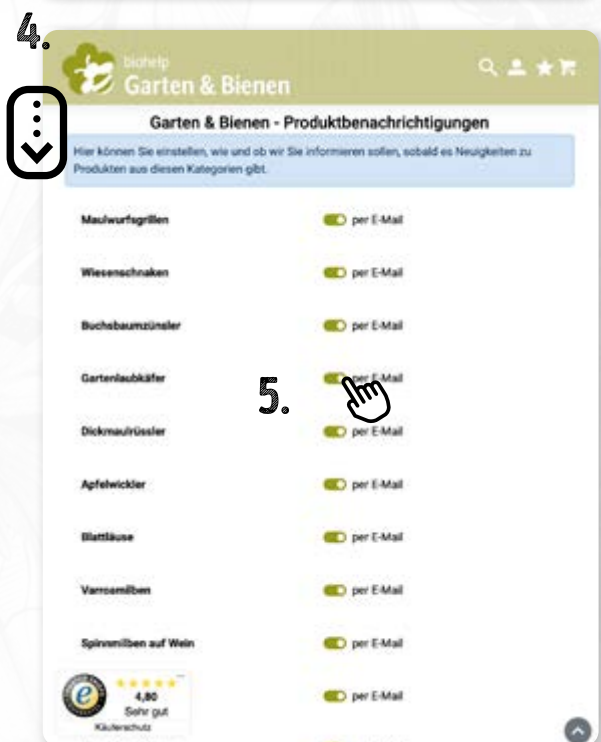 4.
biohelp
Garten & Bienen
Garten & Bienen - Produktbenachrichtigungen
Hier können Sie einstellen, wie und ob wir Sie informieren sollen, sobald es Neuigkeiten zu
Produkten aus diesen Kategorien gibt.
Maulwurfsgrillen per E-Mail
Wiesenschnaken per E-Mail
Buchsbaumzünsler per E-Mail
Gartenlaubkäfer per E-Mail
5.
Dickmaulrüssler per E-Mail
Apfelwickler per E-Mail
Blattläuse per E-Mail
Varroamilben per E-Mail
Spinnmilben auf Wein per E-Mail
per E-Mail
e
4,80
Sehr gut
Käuferschutz